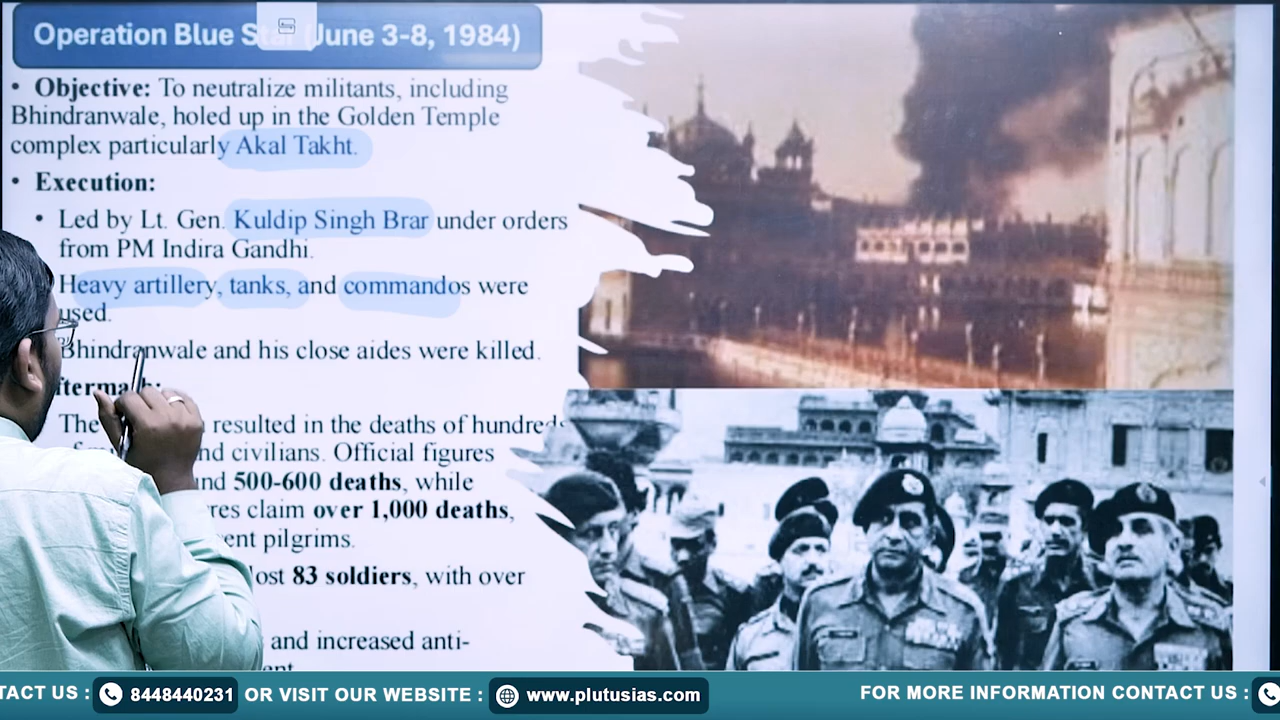 Operation Blue Star (June 3-8, 1984)
• Objective: To neutralize militants, including
Bhindranwale, holed up in the Golden Temple
complex particularly Akal Takht.
• Execution:
• Led by Lt. Gen. Kuldip Singh Brar under orders
from PM Indira Gandhi.
Heavy artillery, tanks, and commandos were
used.
Bhindranwale and his close aides were killed.
The resulted in the deaths of hundreds
civilians. Official figures
500-600 deaths, while
claim over 1,000 deaths,
pilgrims.
lost 83 soldiers, with over
and increased anti-
TACT US : 8448440231 OR VISIT OUR WEBSITE : www.plutusias.com FOR MORE INFORMATION CONTACT US :